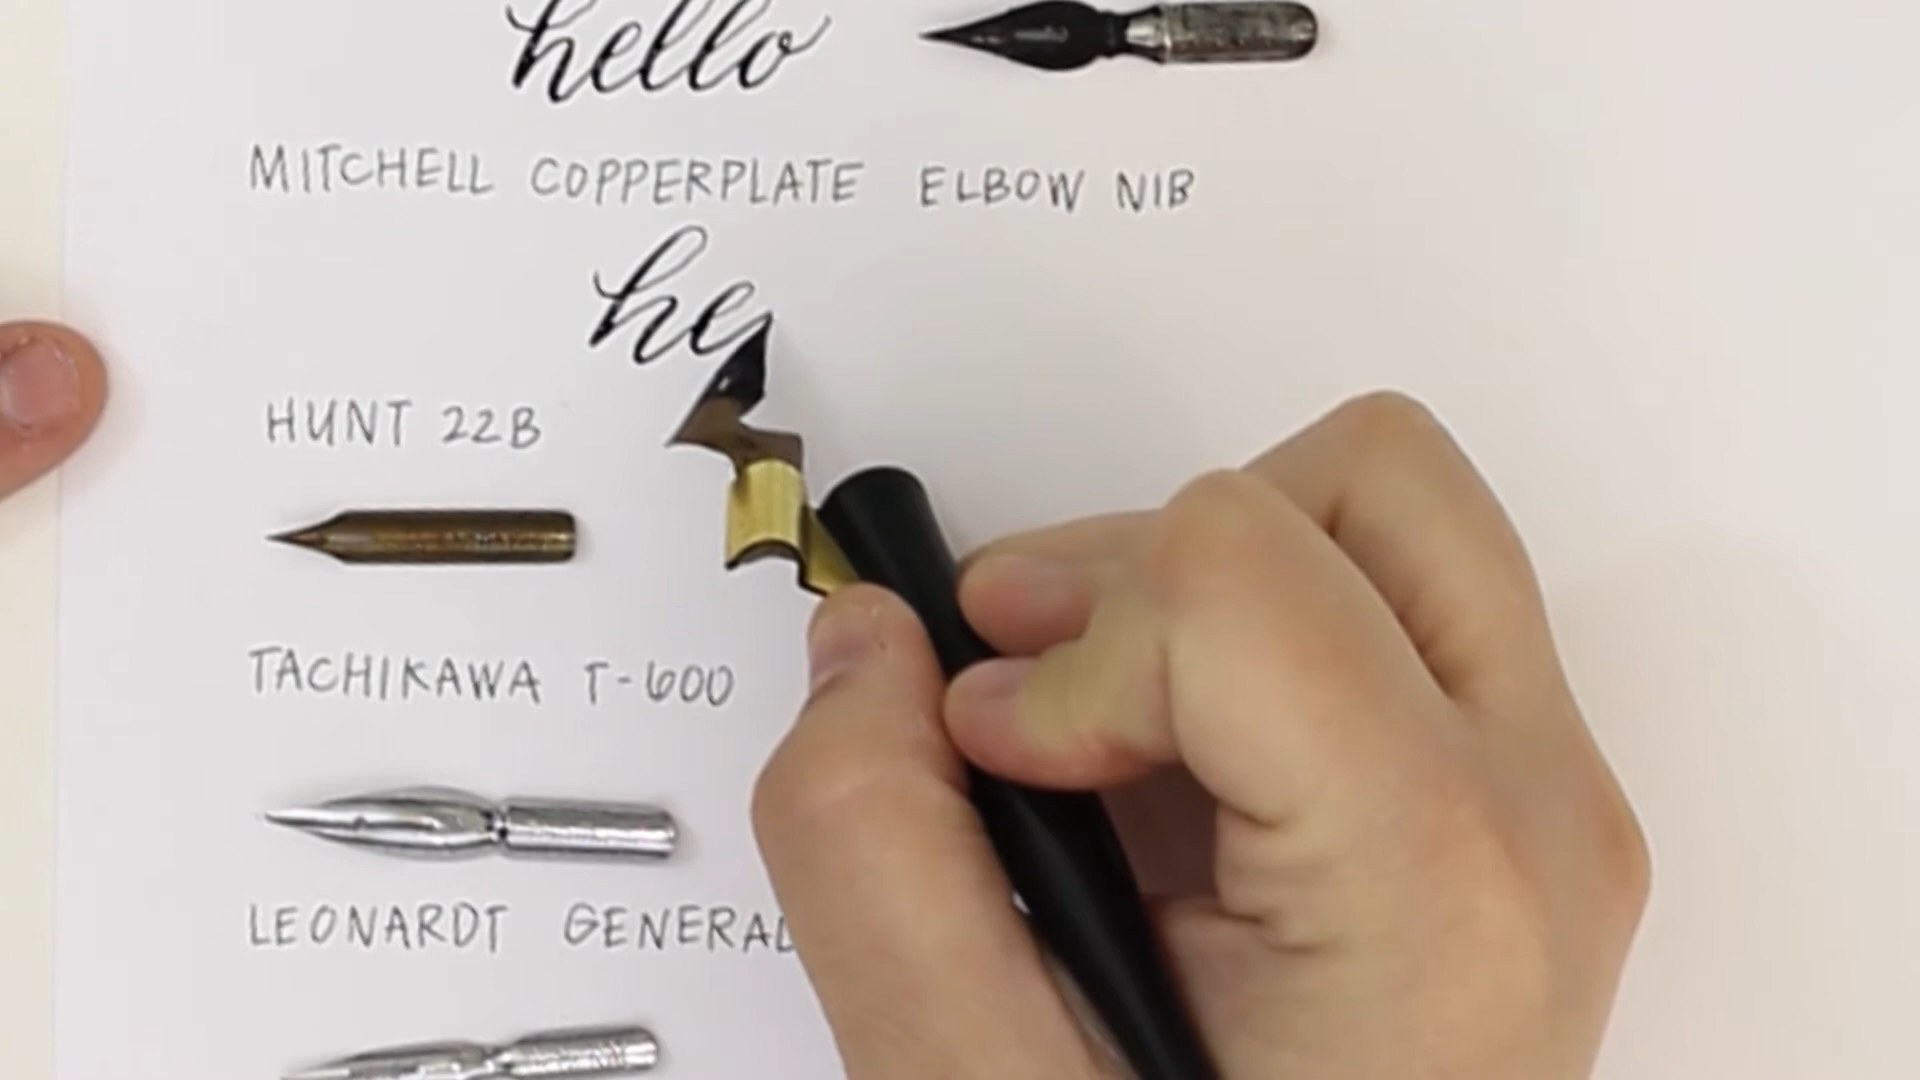 hello
MITCHELL COPPERPLATE ELBOW NIB
he
HUNT 22B
TACHIKAWA T-600
LEONARDT GENERAL